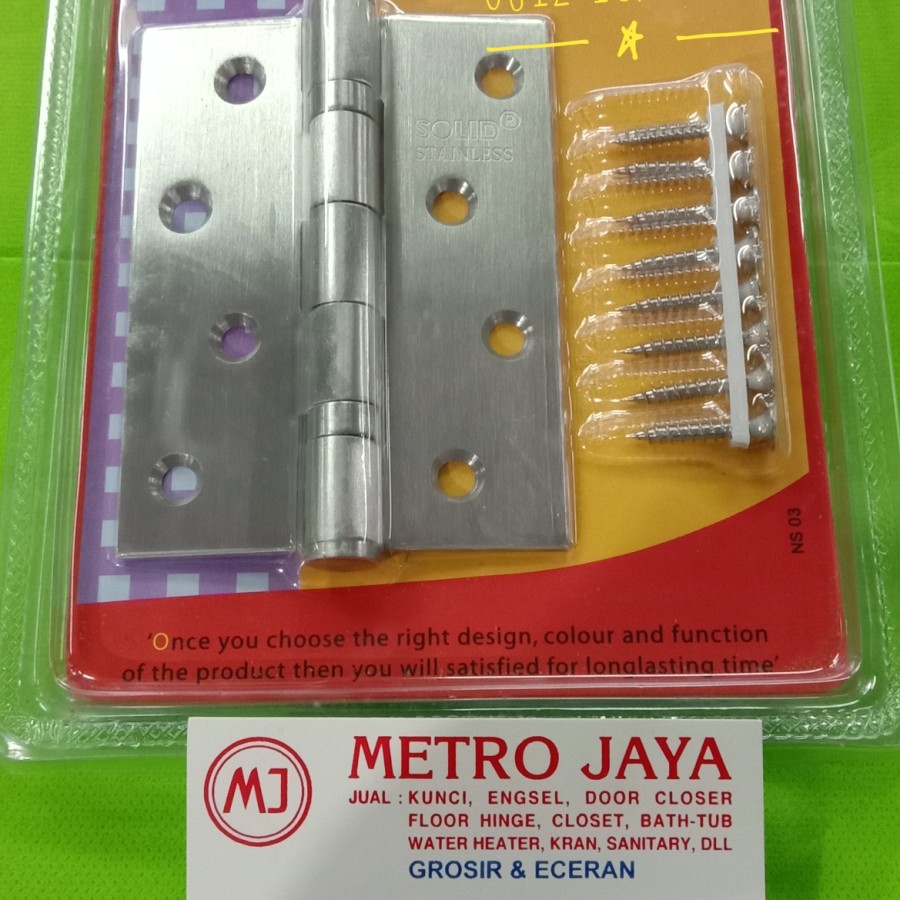 SOLID®
STAINLESS
NS 03
'Once you choose the right design, colour and function
of the product then you will satisfied for longlasting time'
MJ
METRO JAYA
JUAL : KUNCI, ENGSEL, DOOR CLOSER
FLOOR HINGE, CLOSET, BATH-TUB
WATER HEATER, KRAN, SANITARY, DLL
GROSIR & ECERAN